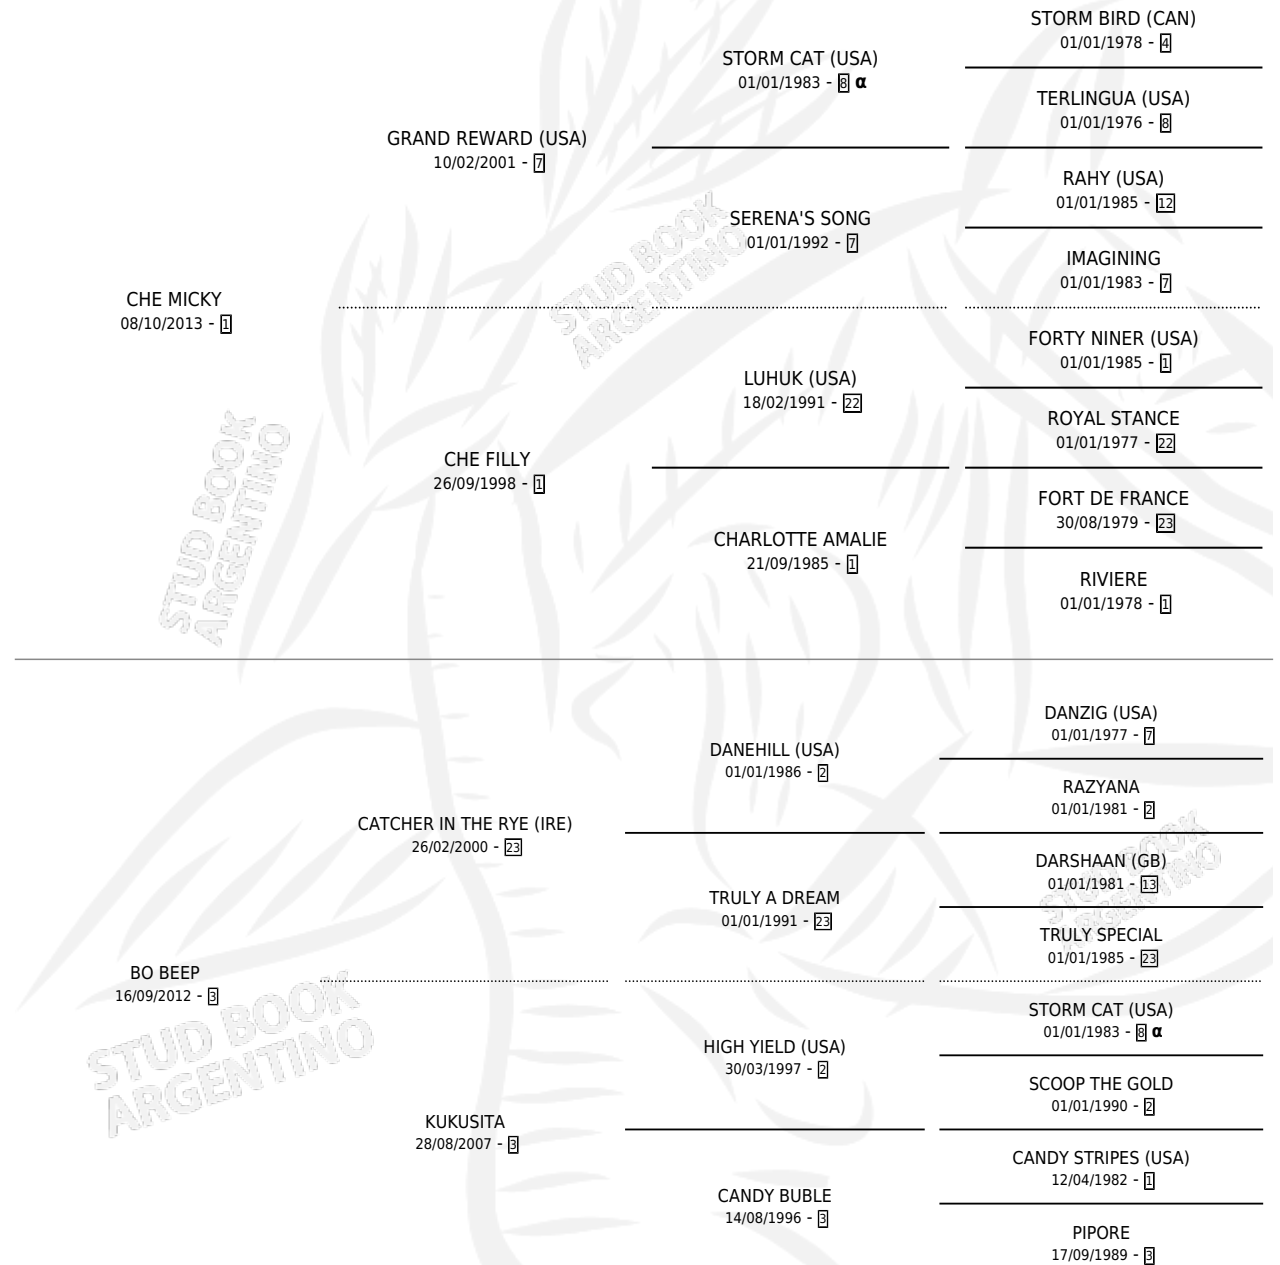 STORM BIRD (CAN)
01/01/1978 - 4
STORM CAT (USA)
01/01/1983 - 8 α
TERLINGUA (USA)
01/01/1976 - 8
GRAND REWARD (USA)
10/02/2001 - 7
RAHY (USA)
01/01/1985 - 12
SERENA'S SONG
01/01/1992 - 7
IMAGINING
01/01/1983 - 7
STUD BOOK
ARGENTINO
CHE MICKY
08/10/2013 - 1
FORTY NINER (USA)
01/01/1985 - 1
LUHUK (USA)
18/02/1991 - 22
ROYAL STANCE
01/01/1977 - 22
CHE FILLY
26/09/1998 - 1
FORT DE FRANCE
30/08/1979 - 23
CHARLOTTE AMALIE
21/09/1985 - 1
RIVIERE
01/01/1978 - 1
STUD BOOK
ARGENTINO
DANZIG (USA)
01/01/1977 - 7
DANEHILL (USA)
01/01/1986 - 2
RAZYANA
01/01/1981 - 2
CATCHER IN THE RYE (IRE)
26/02/2000 - 23
DARSHAAN (GB)
01/01/1981 - 13
TRULY A DREAM
01/01/1991 - 23
TRULY SPECIAL
01/01/1985 - 23
STUD BOOK
ARGENTINO
BO BEEP
16/09/2012 - 3
STORM CAT (USA)
01/01/1983 - 8 α
HIGH YIELD (USA)
30/03/1997 - 2
SCOOP THE GOLD
01/01/1990 - 2
STUD BOOK
ARGENTINO
KUKUSITA
28/08/2007 - 3
CANDY STRIPES (USA)
12/04/1982 - 1
CANDY BUBLE
14/08/1996 - 3
PIPORE
17/09/1989 - 3